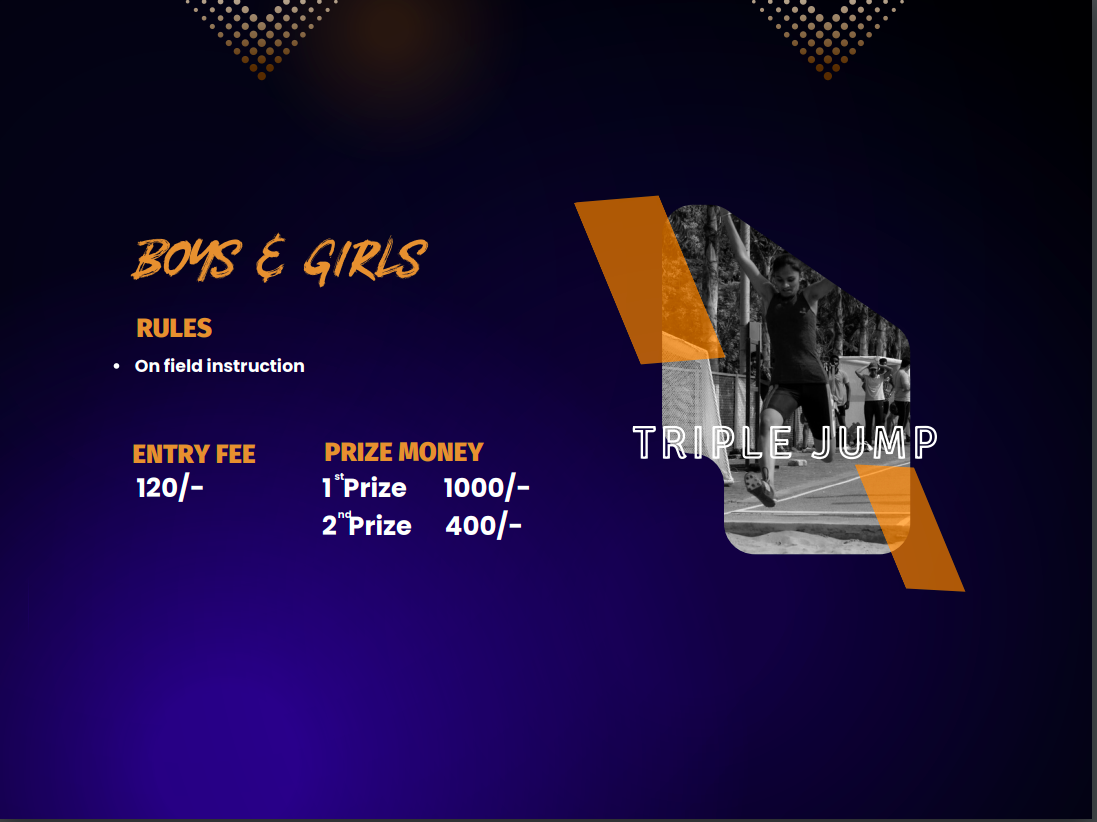 BOYS & GIRLS
RULES
• On field instruction
ENTRY FEE
120/-
PRIZE MONEY
1st Prize 1000/-
2nd Prize 400/-
TRIPLE JUMP